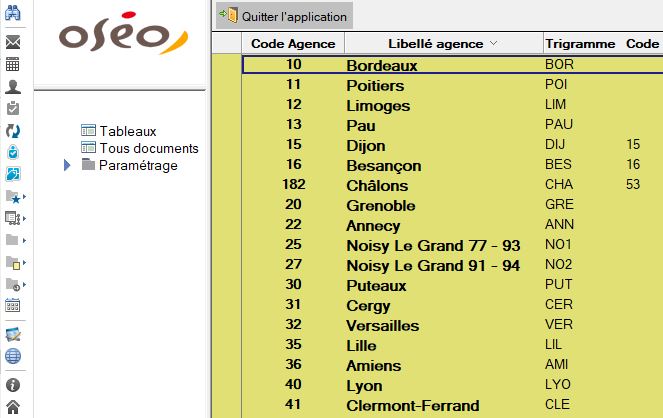 Quitter l'application
oséo
Tableaux
Tous documents
Paramétrage
Code Agence Libellé agence Trigramme Code
10 Bordeaux BOR
11 Poitiers POI
12 Limoges LIM
13 Pau PAU
15 Dijon DIJ 15
16 Besançon BES 16
182 Châlons CHA 53
20 Grenoble GRE
22 Annecy ANN
25 Noisy Le Grand 77 - 93 NO1
27 Noisy Le Grand 91 - 94 NO2
30 Puteaux PUT
31 Cergy CER
32 Versailles VER
35 Lille LIL
36 Amiens AMI
40 Lyon LYO
41 Clermont-Ferrand CLE